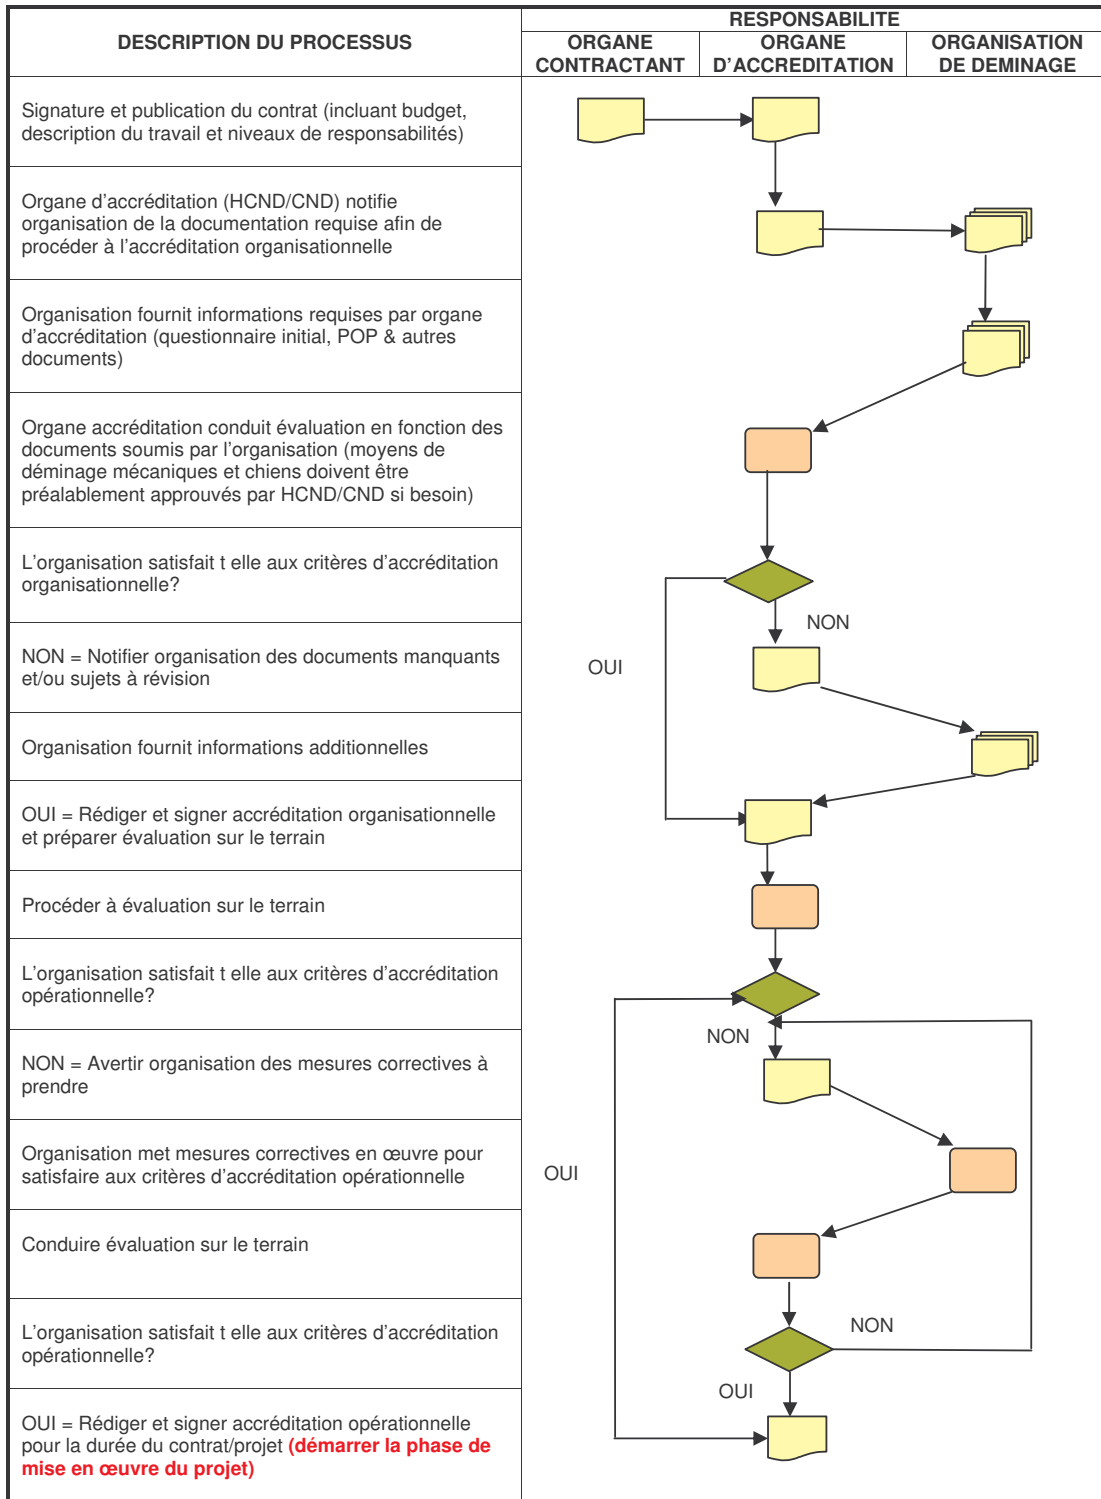 DESCRIPTION DU PROCESSUS
RESPONSABILITE
ORGANE
CONTRACTANT
ORGANE
D’ACCREDITATION
ORGANISATION
DE DEMINAGE
Signature et publication du contrat (incluant budget,
description du travail et niveaux de responsabilités)
Organe d’accréditation (HCND/CND) notifie
organisation de la documentation requise afin de
procéder à l’accréditation organisationnelle
Organisation fournit informations requises par organe
d’accréditation (questionnaire initial, POP & autres
documents)
Organe accréditation conduit évaluation en fonction des
documents soumis par l’organisation (moyens de
déminage mécaniques et chiens doivent être
préalablement approuvés par HCND/CND si besoin)
L’organisation satisfait t elle aux critères d’accréditation
organisationnelle?
NON
NON = Notifier organisation des documents manquants
et/ou sujets à révision
OUI
Organisation fournit informations additionnelles
OUI = Rédiger et signer accréditation organisationnelle
et préparer évaluation sur le terrain
Procéder à évaluation sur le terrain
L’organisation satisfait t elle aux critères d’accréditation
opérationnelle?
NON
NON = Avertir organisation des mesures correctives à
prendre
Organisation met mesures correctives en œuvre pour
satisfaire aux critères d’accréditation opérationnelle
OUI
Conduire évaluation sur le terrain
L’organisation satisfait t elle aux critères d’accréditation
opérationnelle?
NON
OUI
OUI = Rédiger et signer accréditation opérationnelle
pour la durée du contrat/projet (démarrer la phase de
mise en œuvre du projet)